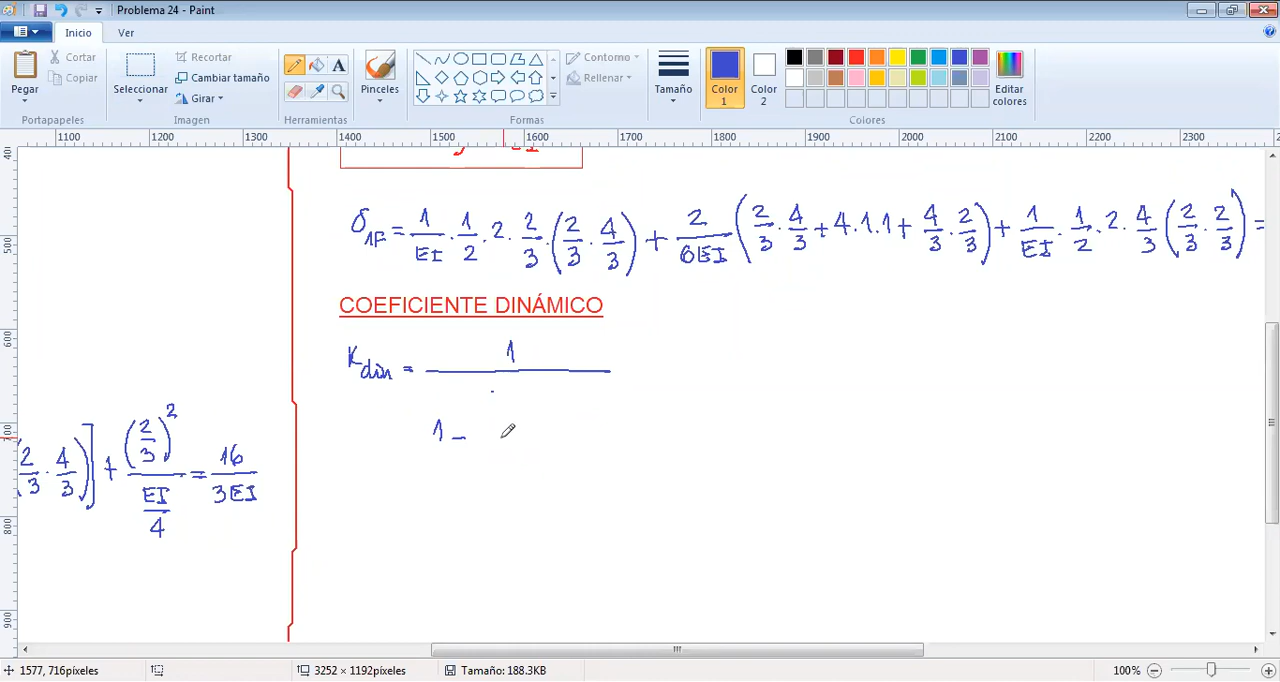 Problema 24 - Paint
Inicio Ver
Pegar Cortar Copiar
Portapapeles
Seleccionar Recortar Cambiar tamaño Girar
Imagen
A
Herramientas
Pinceles
Contorno Rellenar
Formas
Tamaño
Color 1 Color 2
Editar colores
Colores
1100 1200 1300 1400 1500 1600 1700 1800 1900 2000 2100 2200 2300
500
600
700
800
900
δ1F = 1/EI · 1/2 · 2 · 2/3 · (2/3 · 4/3) + 2/6EI (2/3 · 4/3 + 4 · 1 · 1 + 4/3 · 2/3) + 1/EI · 1/2 · 2 · 4/3 (2/3 · 2/3) =
COEFICIENTE DINÁMICO
Kdin = 1 / 1 -
2/3 · 4/3)] + (2/3)^2 / (EI/4) = 16/3EI
1577, 716píxeles 3252 × 1192píxeles Tamaño: 188.3KB 100%